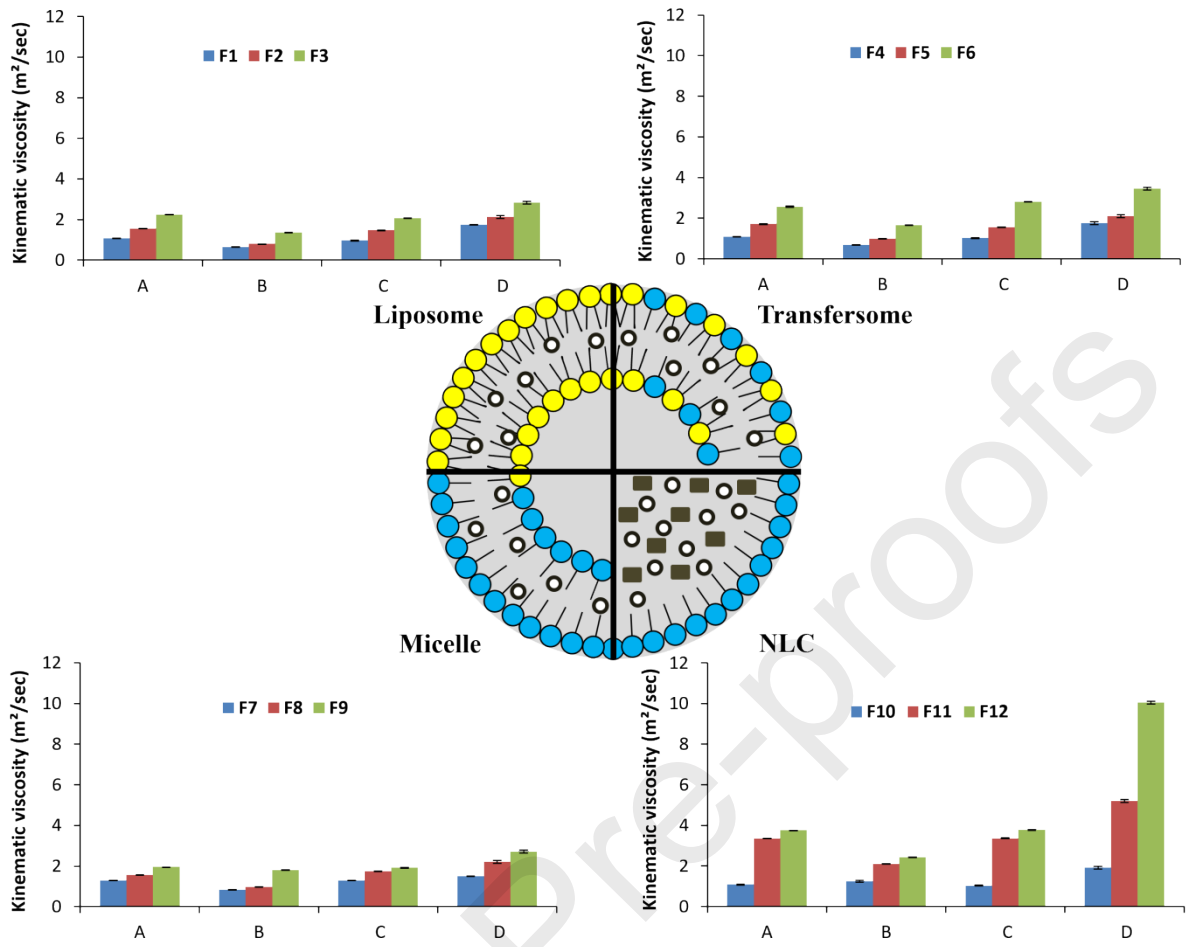 Kinematic viscosity (m²/sec)
12
10
8
6
4
2
0
F1 F2 F3
A B C D
Kinematic viscosity (m²/sec)
12
10
8
6
4
2
0
F4 F5 F6
A B C D
Liposome Transfersome
Micelle NLC
Kinematic viscosity (m²/sec)
12
10
8
6
4
2
0
F7 F8 F9
A B C D
Kinematic viscosity (m²/sec)
12
10
8
6
4
2
0
F10 F11 F12
A B C D
Pre-proofs